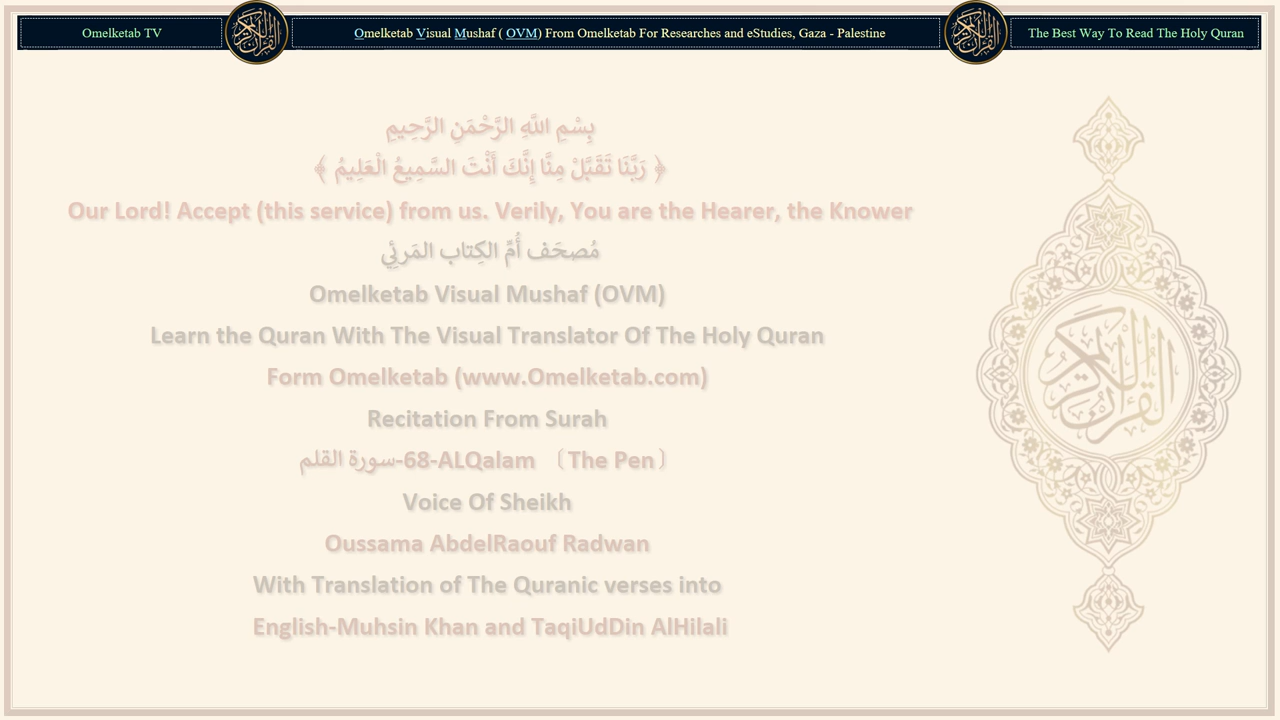 Omelketab TV
Omelketab Visual Mushaf ( OVM) From Omelketab For Researches and eStudies, Gaza - Palestine
The Best Way To Read The Holy Quran
بِسْمِ اللَّهِ الرَّحْمَنِ الرَّحِيمِ
﴿ رَبَّنَا تَقَبَّلْ مِنَّا إِنَّكَ أَنْتَ السَّمِيعُ الْعَلِيمُ ﴾
Our Lord! Accept (this service) from us. Verily, You are the Hearer, the Knower
مُصحَف أُمِّ الكِتاب المَرئِي
Omelketab Visual Mushaf (OVM)
Learn the Quran With The Visual Translator Of The Holy Quran
Form Omelketab (www.Omelketab.com)
Recitation From Surah
سورة القلم-68-ALQalam 〔The Pen〕
Voice Of Sheikh
Oussama AbdelRaouf Radwan
With Translation of The Quranic verses into
English-Muhsin Khan and TaqiUdDin AlHilali
القرآن الكريم